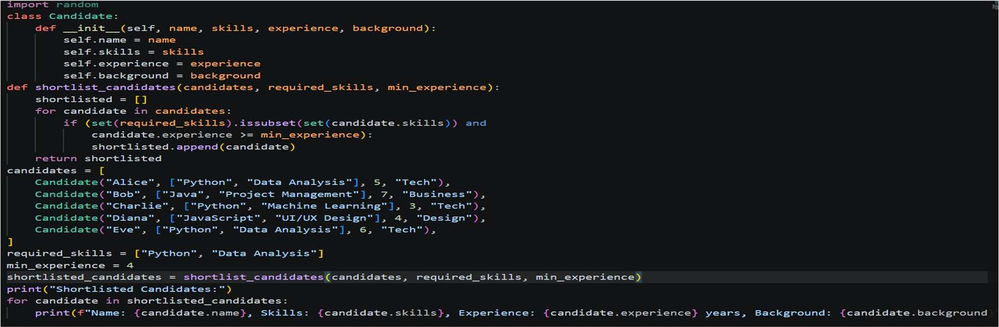 import random
class Candidate:
    def __init__(self, name, skills, experience, background):
        self.name = name
        self.skills = skills
        self.experience = experience
        self.background = background
def shortlist_candidates(candidates, required_skills, min_experience):
    shortlisted = []
    for candidate in candidates:
        if (set(required_skills).issubset(set(candidate.skills)) and
            candidate.experience >= min_experience):
            shortlisted.append(candidate)
    return shortlisted
candidates = [
    Candidate("Alice", ["Python", "Data Analysis"], 5, "Tech"),
    Candidate("Bob", ["Java", "Project Management"], 7, "Business"),
    Candidate("Charlie", ["Python", "Machine Learning"], 3, "Tech"),
    Candidate("Diana", ["JavaScript", "UI/UX Design"], 4, "Design"),
    Candidate("Eve", ["Python", "Data Analysis"], 6, "Tech"),
]
required_skills = ["Python", "Data Analysis"]
min_experience = 4
shortlisted_candidates = shortlist_candidates(candidates, required_skills, min_experience)
print("Shortlisted Candidates:")
for candidate in shortlisted_candidates:
    print(f"Name: {candidate.name}, Skills: {candidate.skills}, Experience: {candidate.experience} years, Background: {candidate.background}